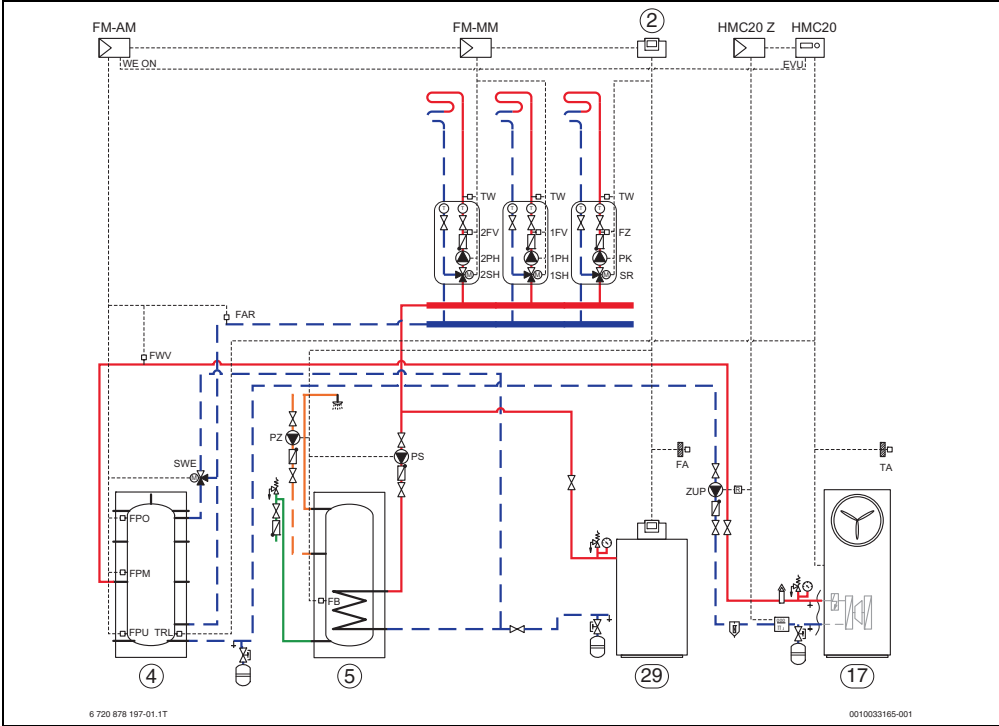 FM-AM
FM-MM
2
HMC20 Z
HMC20
WE ON
EVU
TW
TW
TW
T
T
T
T
T
T
2FV
1FV
FZ
2PH
1PH
PK
M
2SH
M
1SH
M
SR
FAR
FWV
PZ
PS
FA
TA
SWE
M
ZUP
R
FPO
FPM
FB
FPU
TRL
4
5
29
17
6 720 878 197-01.1T
0010033165-001